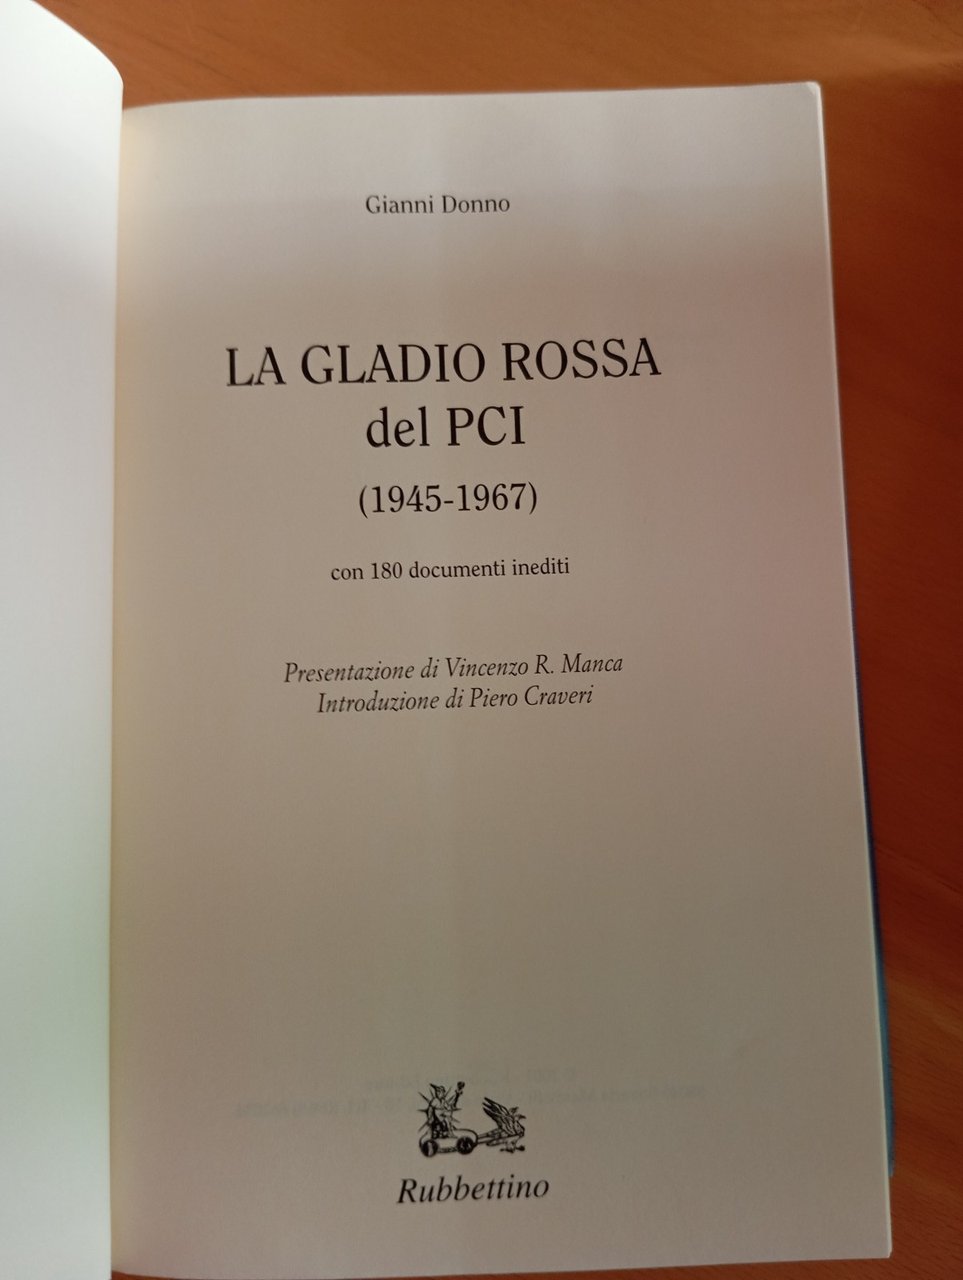 Gianni Donno
LA GLADIO ROSSA
del PCI
(1945-1967)
con 180 documenti inediti
Presentazione di Vincenzo R. Manca
Introduzione di Piero Craveri
Rubbettino